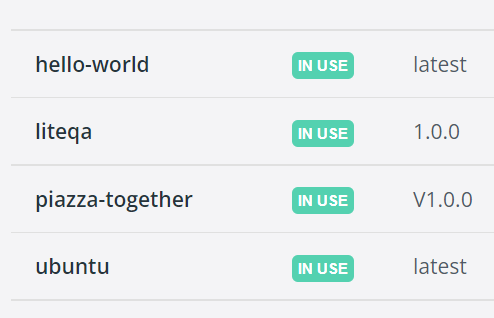 hello-world IN USE latest
liteqa IN USE 1.0.0
piazza-together IN USE V1.0.0
ubuntu IN USE latest